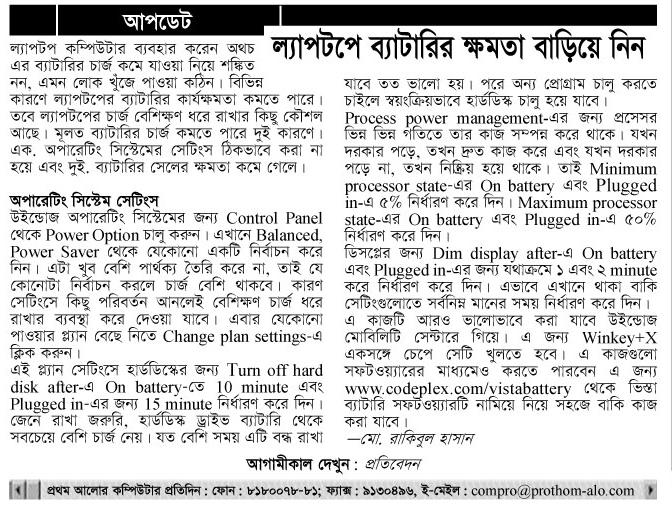 আপডেট
ল্যাপটপে ব্যাটারির ক্ষমতা বাড়িয়ে নিন
ল্যাপটপ কম্পিউটার ব্যবহার করেন অথচ
এর ব্যাটারির চার্জ কমে যাওয়া নিয়ে শঙ্কিত
নন, এমন লোক খুঁজে পাওয়া কঠিন। বিভিন্ন
কারণে ল্যাপটপের ব্যাটারির কার্যক্ষমতা কমতে পারে।
তবে ল্যাপটপের চার্জ বেশিক্ষণ ধরে রাখার কিছু কৌশল
আছে। মূলত ব্যাটারির চার্জ কমতে পারে দুই কারণে।
এক. অপারেটিং সিস্টেমের সেটিংস ঠিকভাবে করা না
হয়ে এবং দুই. ব্যাটারির সেলের ক্ষমতা কমে গেলে।
অপারেটিং সিস্টেম সেটিংস
উইন্ডোজ অপারেটিং সিস্টেমের জন্য Control Panel
থেকে Power Option চালু করুন। এখানে Balanced,
Power Saver থেকে যেকোনো একটি নির্বাচন করে
নিন। এটা খুব বেশি পার্থক্য তৈরি করে না, তাই যে
কোনোটা নির্বাচন করলে চার্জ বেশি থাকবে। কারণ
সেটিংসে কিছু পরিবর্তন আনলেই বেশিক্ষণ চার্জ ধরে
রাখার ব্যবস্থা করে দেওয়া যাবে। এবার যেকোনো
পাওয়ার প্ল্যান বেছে নিতে Change plan settings-এ
ক্লিক করুন।
এই প্ল্যান সেটিংসে হার্ডডিস্কের জন্য Turn off hard
disk after-এ On battery-তে 10 minute এবং
Plugged in-এর জন্য 15 minute নির্ধারণ করে দিন।
জেনে রাখা জরুরি, হার্ডডিস্ক ড্রাইভ ব্যাটারি থেকে
সবচেয়ে বেশি চার্জ নেয়। যত বেশি সময় এটি বন্ধ রাখা
যাবে তত ভালো হয়। পরে অন্য প্রোগ্রাম চালু করতে
চাইলে স্বয়ংক্রিয়ভাবে হার্ডডিস্ক চালু হয়ে যাবে।
Process power management-এর জন্য প্রসেসর
ভিন্ন ভিন্ন গতিতে তার কাজ সম্পন্ন করে থাকে। যখন
দরকার পড়ে, তখন দ্রুত কাজ করে এবং যখন দরকার
পড়ে না, তখন নিষ্ক্রিয় হয়ে থাকে। তাই Minimum
processor state-এর On battery এবং Plugged
in-এ ৫% নির্ধারণ করে দিন। Maximum processor
state-এর On battery এবং Plugged in-এ ৫০%
নির্ধারণ করে দিন।
ডিসপ্লের জন্য Dim display after-এ On battery
এবং Plugged in-এর জন্য যথাক্রমে ১ এবং ২ minute
করে নির্ধারণ করে দিন। এভাবে এখানে থাকা বাকি
সেটিংগুলোতে সর্বনিম্ন মানের সময় নির্ধারণ করে দিন।
এ কাজটি আরও ভালোভাবে করা যাবে উইন্ডোজ
মোবিলিটি সেন্টারে গিয়ে। এ জন্য Winkey+X
একসঙ্গে চেপে সেটি খুলতে হবে। এ কাজগুলো
সফটওয়্যারের মাধ্যমেও করতে পারবেন এ জন্য
www.codeplex.com/vistabattery থেকে ভিস্তা
ব্যাটারি সফটওয়্যারটি নামিয়ে নিয়ে সহজে বাকি কাজ
করা যাবে।
—মো. রাকিবুল হাসান
আগামীকাল দেখুন : প্রতিবেদন
প্রথম আলোর কম্পিউটার প্রতিদিন : ফোন : ৮১৮০০৭৮-৮১; ফ্যাক্স : ৯১৩০৪৯৬, ই-মেইল : compro@prothom-alo.com